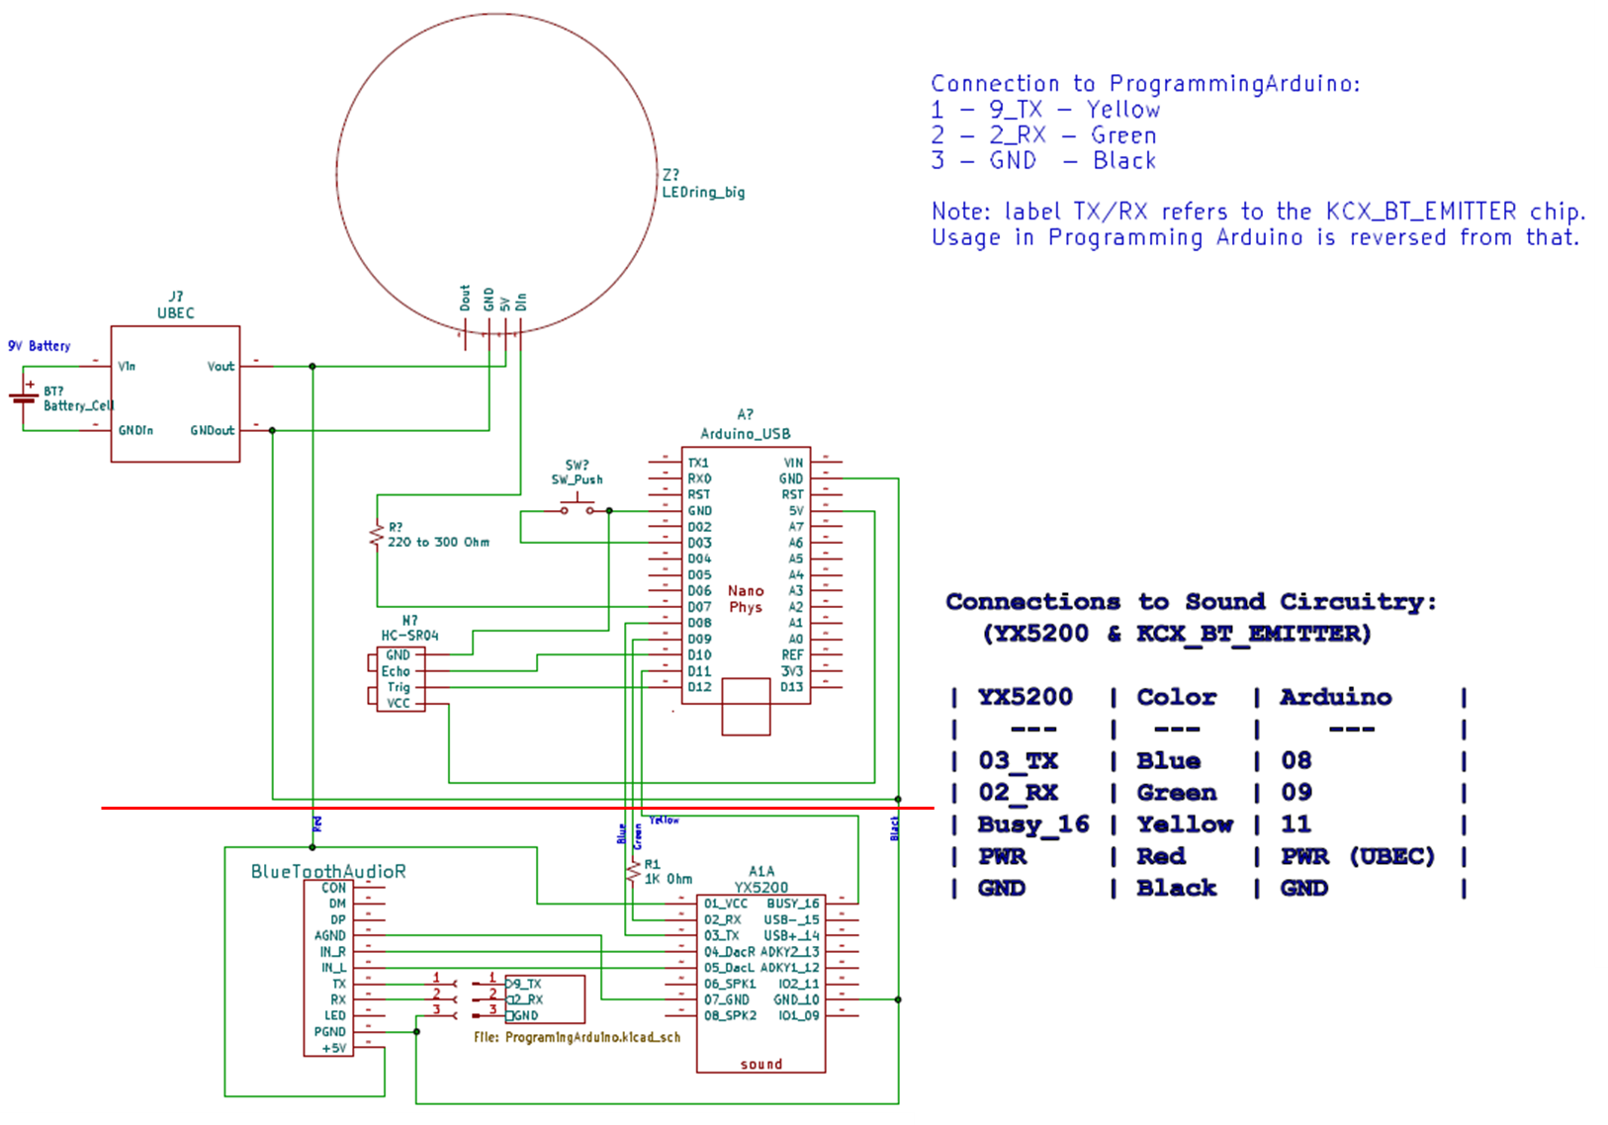 Connection to ProgrammingArduino:
1 – 9_TX – Yellow
2 – 2_RX – Green
3 – GND – Black
Note: label TX/RX refers to the KCX_BT_EMITTER chip.
Usage in Programming Arduino is reversed from that.
Z?
LEDring_big
Dout
GND
5V
Din
J?
UBEC
9V Battery
Vin
Vout
BT?
Battery_Cell
GNDin
GNDout
A?
Arduino_USB
SW?
SW_Push
R?
220 to 300 Ohm
TX1
RX0
RST
GND
D02
D03
D04
D05
D06
D07
D08
D09
D10
D11
D12
VIN
GND
RST
5V
A7
A6
A5
A4
A3
A2
A1
A0
REF
3V3
D13
Nano
Phys
N?
HC-SR04
GND
Echo
Trig
VCC
Connections to Sound Circuitry:
(YX5200 & KCX_BT_EMITTER)
| YX5200 | Color | Arduino |
| --- | --- | --- |
| 03_TX | Blue | 08 |
| 02_RX | Green | 09 |
| Busy_16 | Yellow | 11 |
| PWR | Red | PWR (UBEC) |
| GND | Black | GND |
Red
Blue
Green
Yellow
Black
BlueToothAudioR
CON
DM
DP
AGND
IN_R
IN_L
TX
RX
LED
PGND
+5V
1
2
3
1
2
3
9_TX
2_RX
GND
File: ProgramingArduino.kicad_sch
R1
1K Ohm
A1A
YX5200
01_VCC
02_RX
03_TX
04_DacR
05_DacL
06_SPK1
07_GND
08_SPK2
BUSY_16
USB-_15
USB+_14
ADKY2_13
ADKY1_12
IO2_11
GND_10
IO1_09
sound